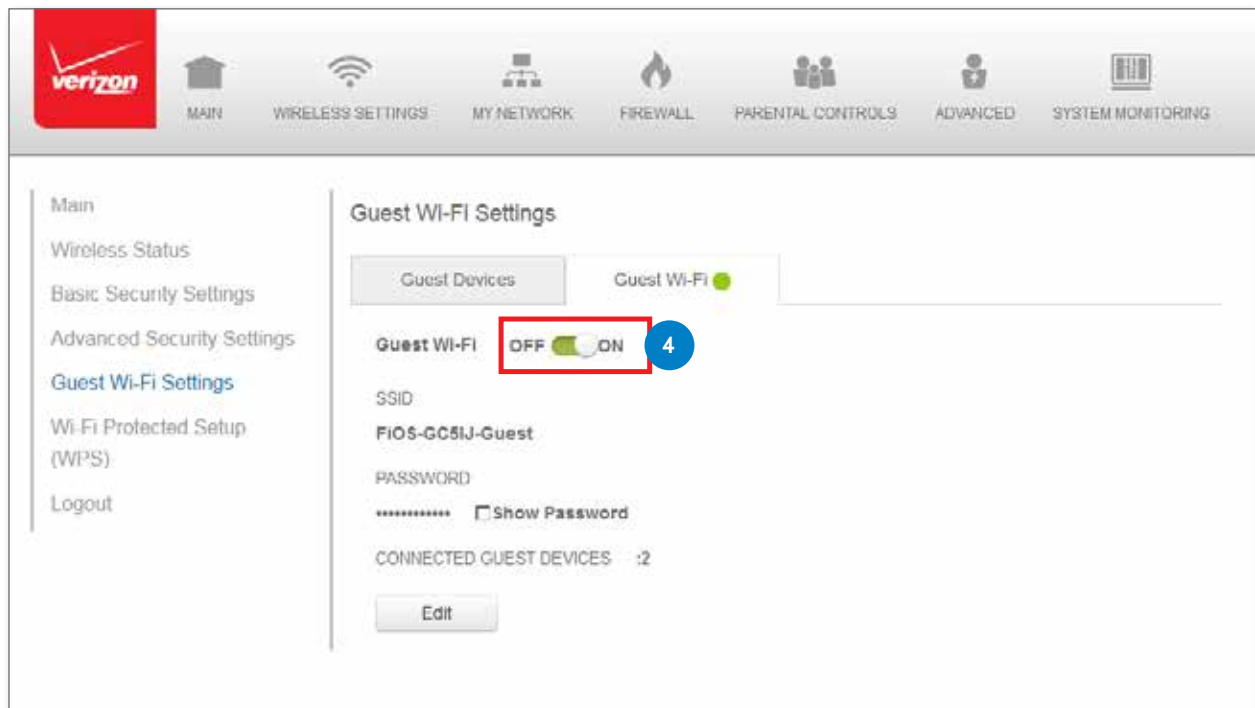 verizon
MAIN
WIRELESS SETTINGS
MY NETWORK
FIREWALL
PARENTAL CONTROLS
ADVANCED
SYSTEM MONITORING
Main
Wireless Status
Basic Security Settings
Advanced Security Settings
Guest Wi-Fi Settings
Wi-Fi Protected Setup
(WPS)
Logout
Guest Wi-Fi Settings
Guest Devices
Guest Wi-Fi
Guest Wi-Fi OFF ON 4
SSID
FiOS-GC5IJ-Guest
PASSWORD
•••••••••••• Show Password
CONNECTED GUEST DEVICES :2
Edit